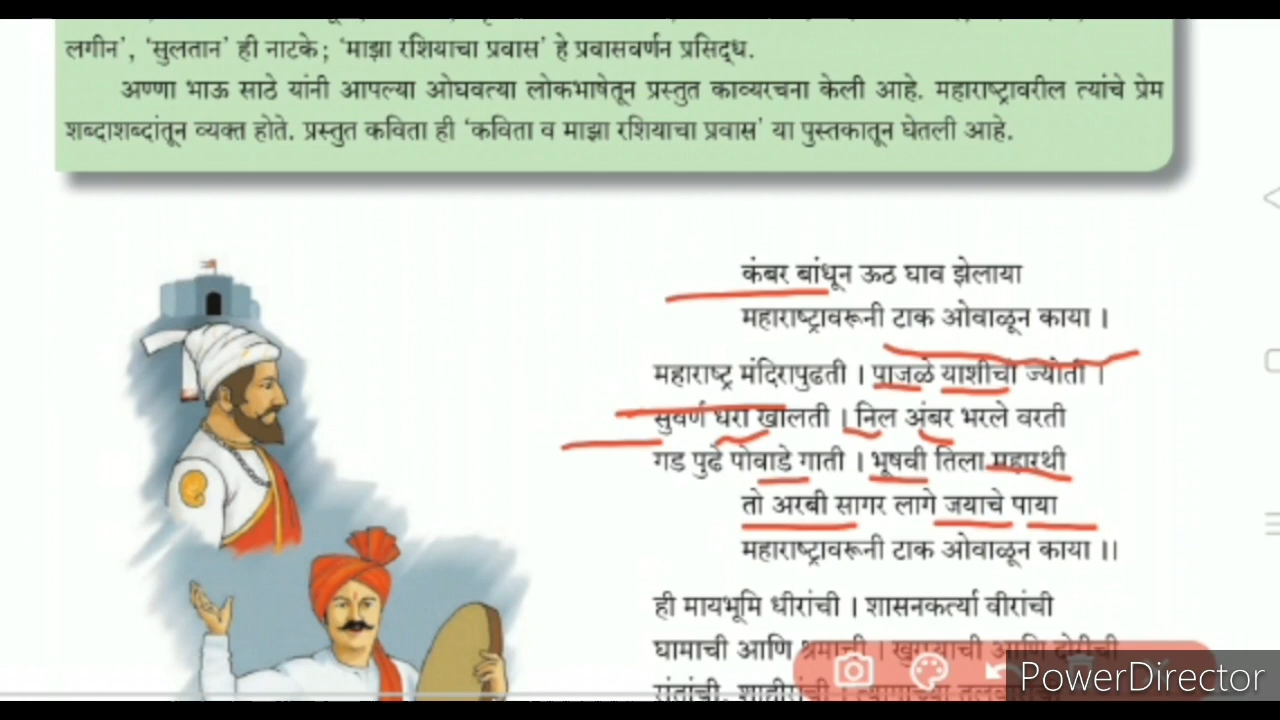 लगीन’, ‘सुलतान’ ही नाटके; ‘माझा रशियाचा प्रवास’ हे प्रवासवर्णन प्रसिद्ध.
अण्णा भाऊ साठे यांनी आपल्या ओघवत्या लोकभाषेतून प्रस्तुत काव्यरचना केली आहे. महाराष्ट्रावरील त्यांचे प्रेम
शब्दाशब्दांतून व्यक्त होते. प्रस्तुत कविता ही ‘कविता व माझा रशियाचा प्रवास’ या पुस्तकातून घेतली आहे.
कंबर बांधून ऊठ घाव झेलाया
महाराष्ट्रावरूनी टाक ओवाळून काया ।
महाराष्ट्र मंदिरापुढती । पाजळे याशीचा ज्योती ।
सुवर्ण धरा खालती । निल अंबर भरले वरती
गड पुढे पोवाडे गाती । भूषवी तिला महारथी
तो अरबी सागर लागे जयाचे पाया
महाराष्ट्रावरूनी टाक ओवाळून काया ।।
ही मायभूमि धीरांची । शासनकर्त्या वीरांची
घामाची आणि श्रमाची । खुरप्याची आणि दोरीची
PowerDirector